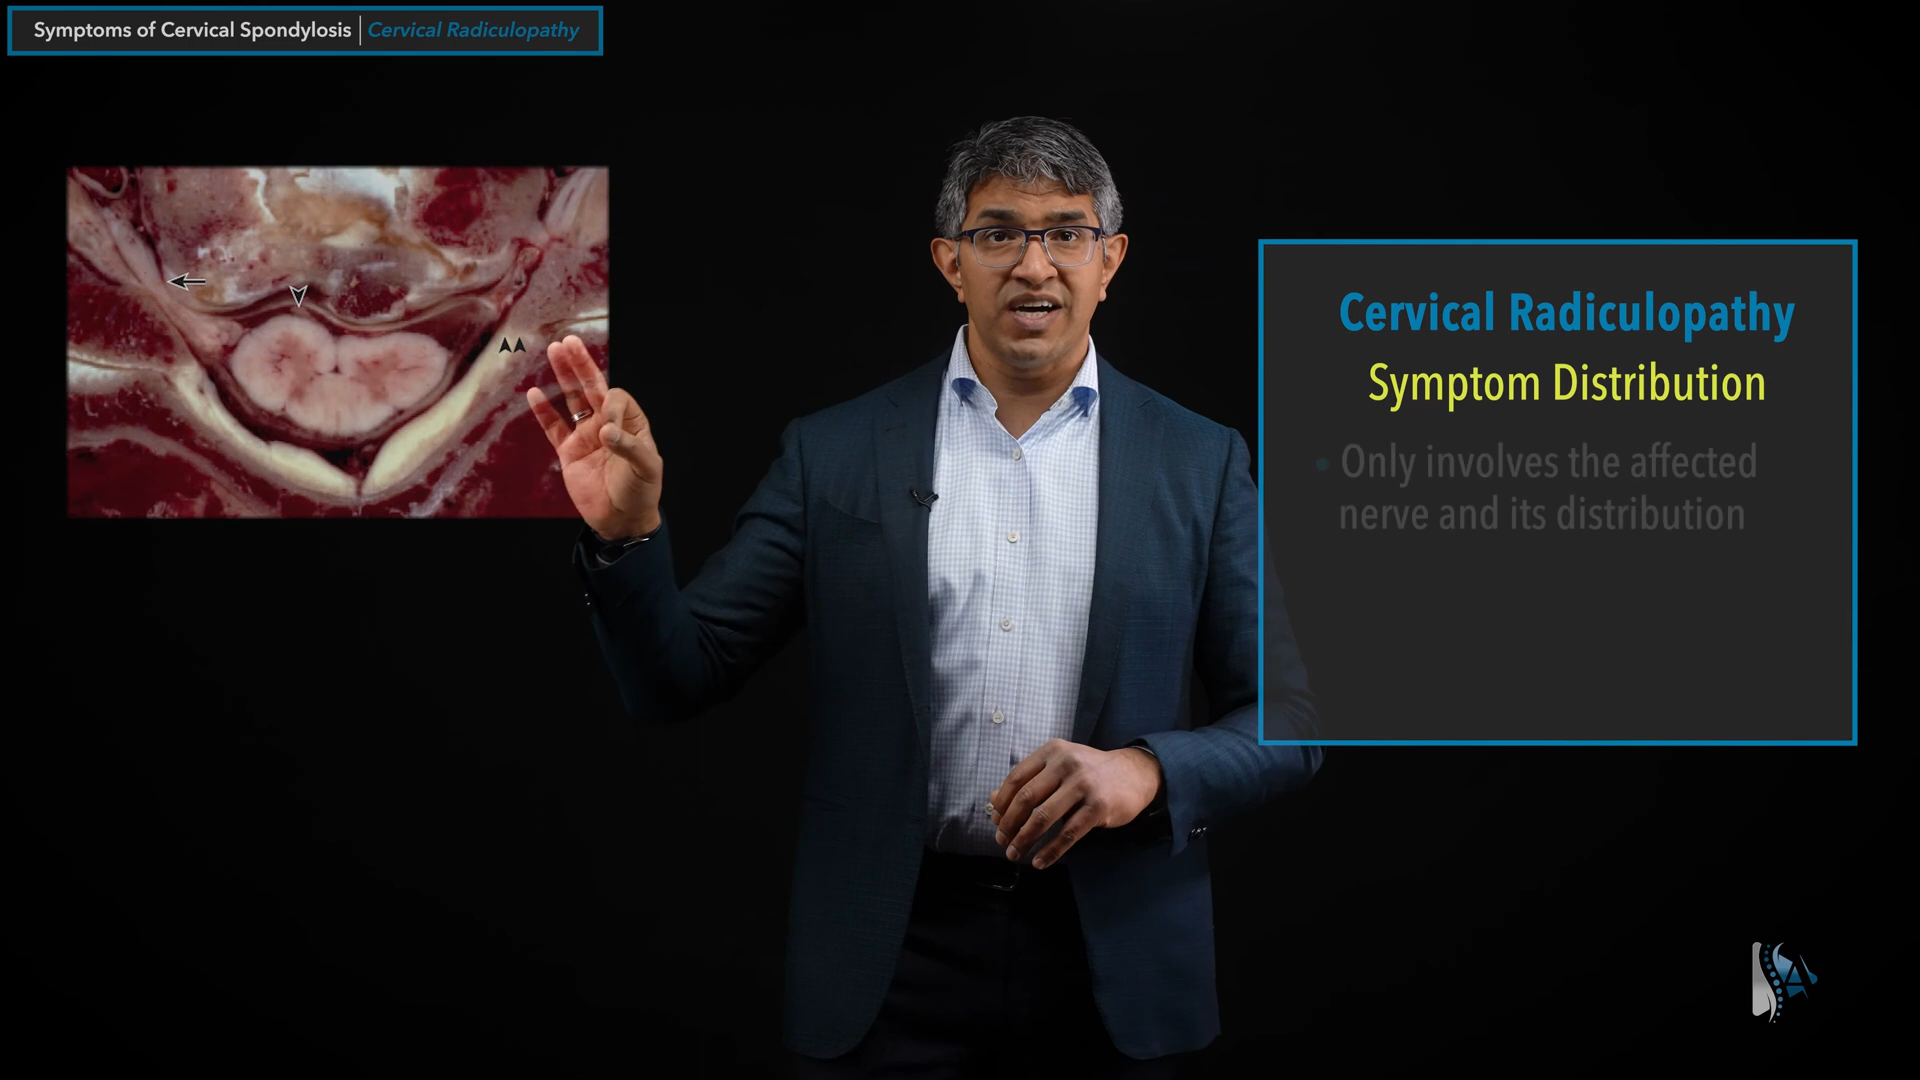 Symptoms of Cervical Spondylosis | Cervical Radiculopathy
Cervical Radiculopathy
Symptom Distribution
• Only involves the affected
nerve and its distribution